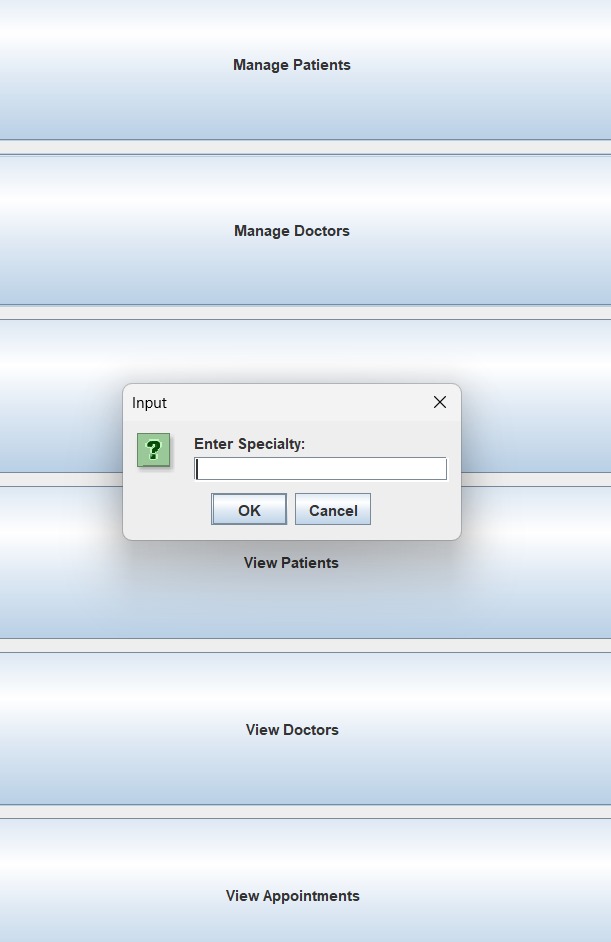 Manage Patients
Manage Doctors
Input
Enter Specialty:
OK
Cancel
View Patients
View Doctors
View Appointments